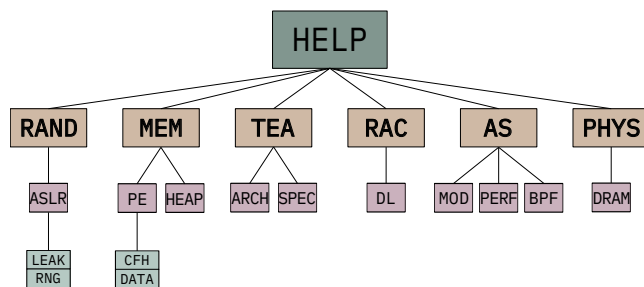 HELP
RAND MEM TEA RAC AS PHYS
ASLR PE HEAP ARCH SPEC DL MOD PERF BPF DRAM
LEAK CFH
RNG DATA